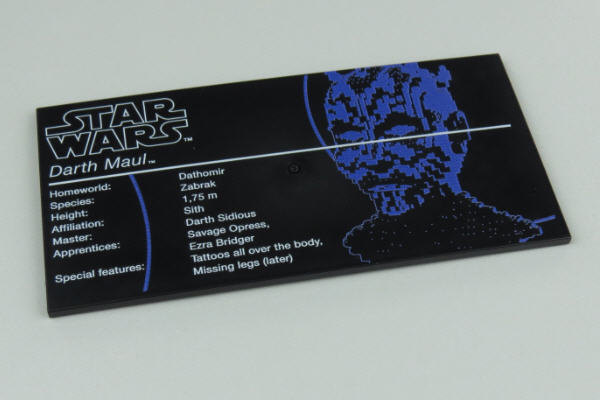 STAR
WARS™
Darth Maul™
Homeworld: Dathomir
Species: Zabrak
Height: 1,75 m
Affiliation: Sith
Master: Darth Sidious
Apprentices: Savage Opress,
Ezra Bridger
Special features: Tattoos all over the body,
Missing legs (later)